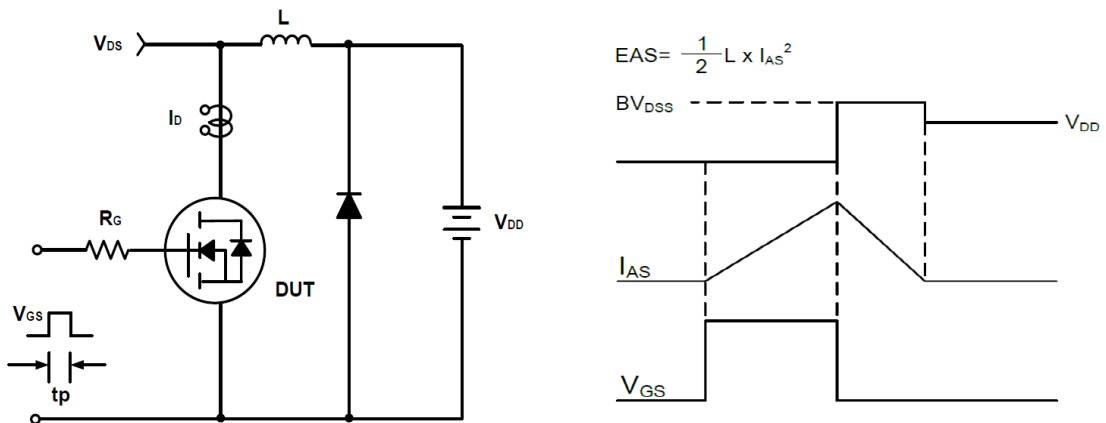 L
VDS
ID
RG
VDD
DUT
VGS
tp
EAS= 1/2 L x IAS²
BVDSS
VDD
IAS
VGS